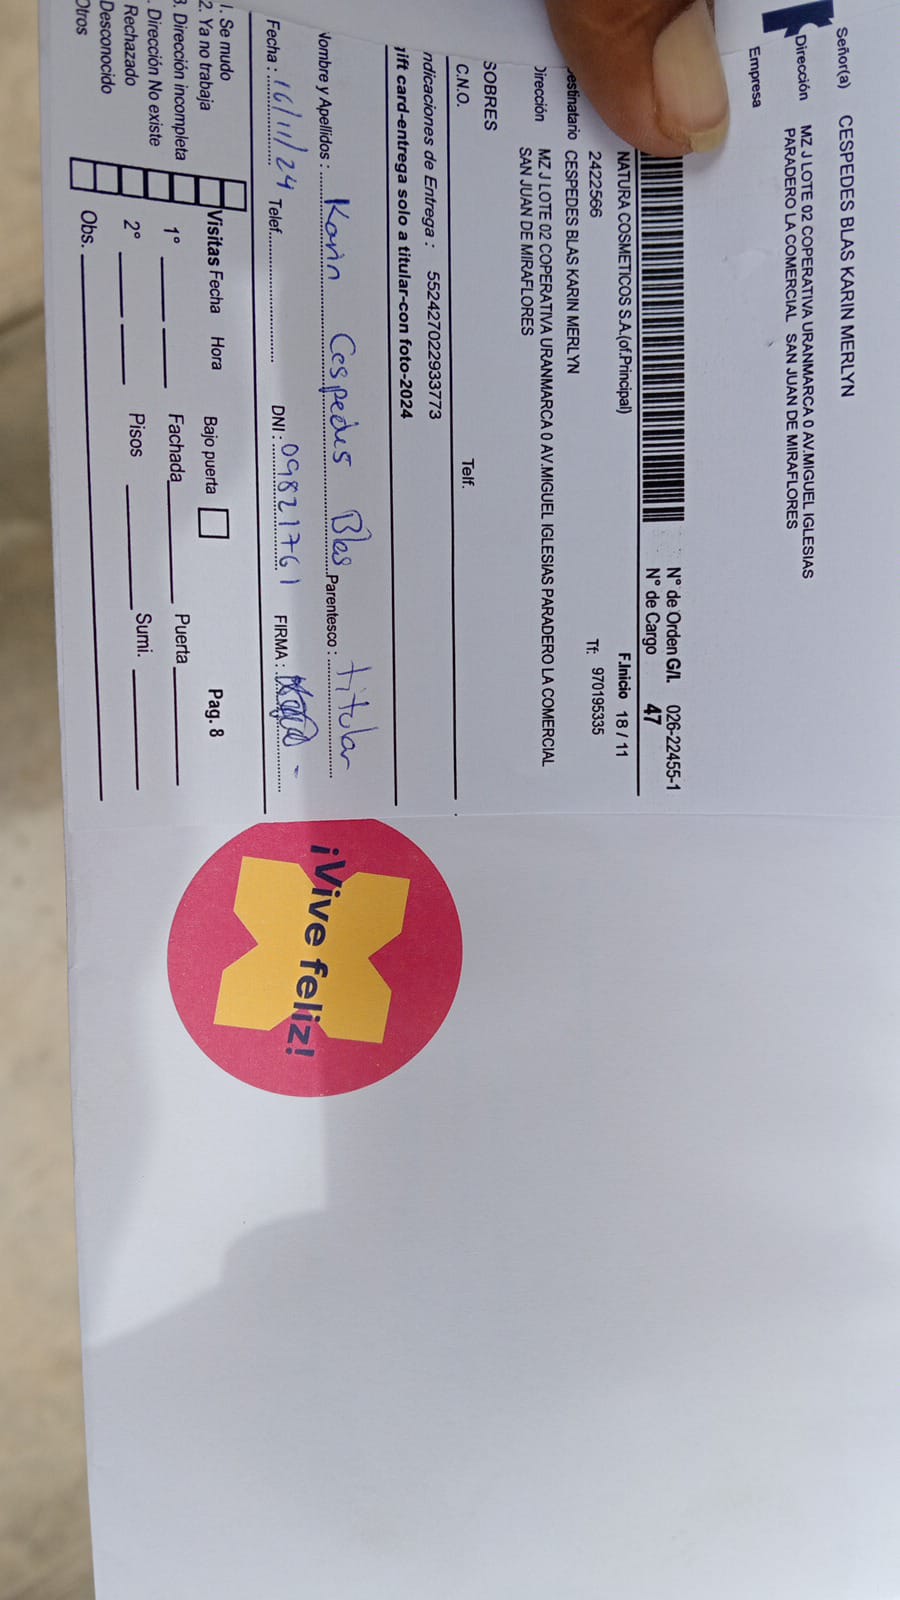 Señor(a) CESPEDES BLAS KARIN MERLYN
Dirección MZ J LOTE 02 COPERATIVA URANMARCA 0 AV.MIGUEL IGLESIAS
PARADERO LA COMERCIAL SAN JUAN DE MIRAFLORES
Empresa
N° de Orden G/I. 026-22455-1
N° de Cargo 47
NATURA COSMETICOS S.A.(of.Principal) F.Inicio 18 / 11
2422566 Tf: 970195335
Destinatario CESPEDES BLAS KARIN MERLYN
Dirección MZ J LOTE 02 COPERATIVA URANMARCA 0 AV.MIGUEL IGLESIAS PARADERO LA COMERCIAL
SAN JUAN DE MIRAFLORES
SOBRES
C.N.O. Telf.
ndicaciones de Entrega : 552427022933773
gift card-entrega solo a titular-con foto-2024
Nombre y Apellidos : Karin Cespedes Blas Parentesco : titular
Fecha : 16/11/24 Telef. DNI : 09821761 FIRMA :
1. Se mudo
2. Ya no trabaja
3. Dirección incompleta
. Dirección No existe
Rechazado
Desconocido
Otros
Visitas Fecha Hora Bajo puerta Pag. 8
1° Fachada Puerta
2° Pisos Sumi.
Obs.
¡Vive feliz!